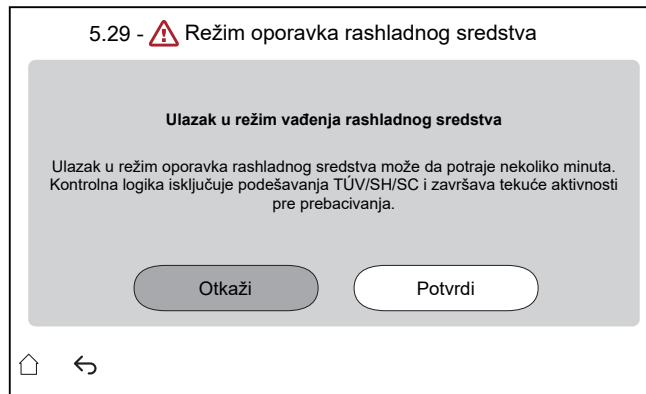 5.29 - Režim oporavka rashladnog sredstva
Ulazak u režim vađenja rashladnog sredstva
Ulazak u režim oporavka rashladnog sredstva može da potraje nekoliko minuta.
Kontrolna logika isključuje podešavanja TÚV/SH/SC i završava tekuće aktivnosti
pre prebacivanja.
Otkaži
Potvrdi